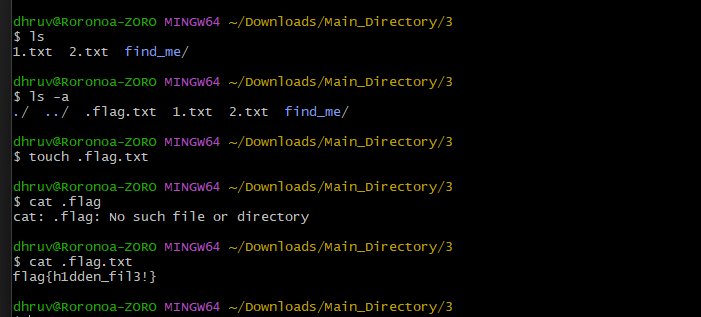 dhruv@Roronoa-ZORO MINGW64 ~/Downloads/Main_Directory/3
$ ls
1.txt  2.txt  find_me/
dhruv@Roronoa-ZORO MINGW64 ~/Downloads/Main_Directory/3
$ ls -a
./  ../  .flag.txt  1.txt  2.txt  find_me/
dhruv@Roronoa-ZORO MINGW64 ~/Downloads/Main_Directory/3
$ touch .flag.txt
dhruv@Roronoa-ZORO MINGW64 ~/Downloads/Main_Directory/3
$ cat .flag
cat: .flag: No such file or directory
dhruv@Roronoa-ZORO MINGW64 ~/Downloads/Main_Directory/3
$ cat .flag.txt
flag{h1dden_fil3!}
dhruv@Roronoa-ZORO MINGW64 ~/Downloads/Main_Directory/3